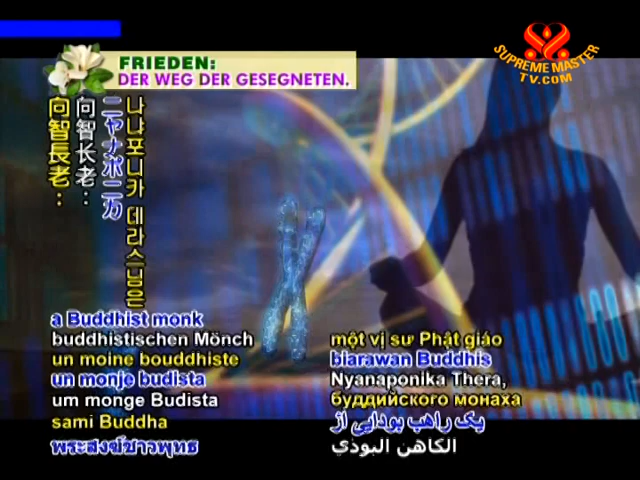 SUPREME MASTER
TV.COM
FRIEDEN:
DER WEG DER GESEGNETEN.
向智長老…
向智长老…
ニャナポニカ
나냐포니카 데라스님은
a Buddhist monk
buddhistischen Mönch
un moine bouddhiste
un monje budista
um monge Budista
sami Buddha
พระสงฆ์ชาวพุทธ
một vị sư Phật giáo
biarawan Buddhis
Nyanaponika Thera,
буддийского монаха
یک راهب بودایی از
الكاهن البوذي